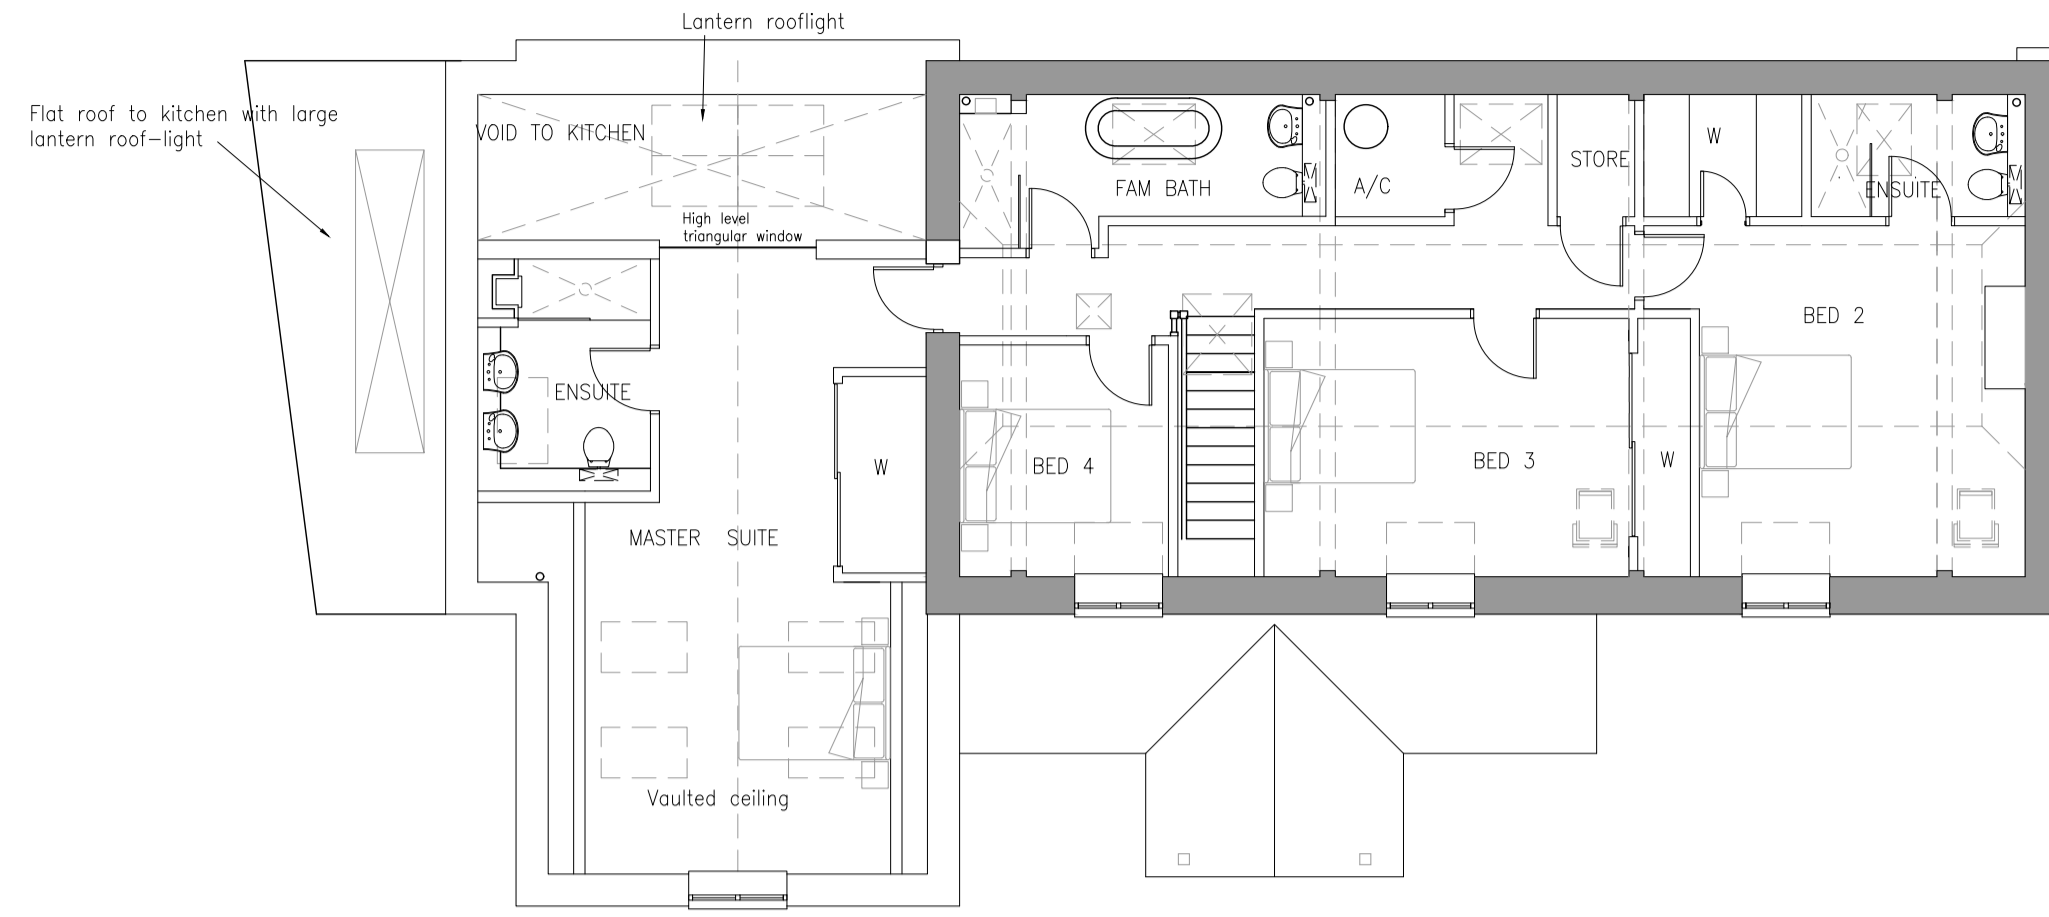 Lantern rooflight
Flat roof to kitchen with large
lantern roof-light
VOID TO KITCHEN
High level
triangular window
FAM BATH
A/C
STORE
W
ENSUITE
BED 2
ENSUITE
W
BED 4
BED 3
W
MASTER SUITE
Vaulted ceiling